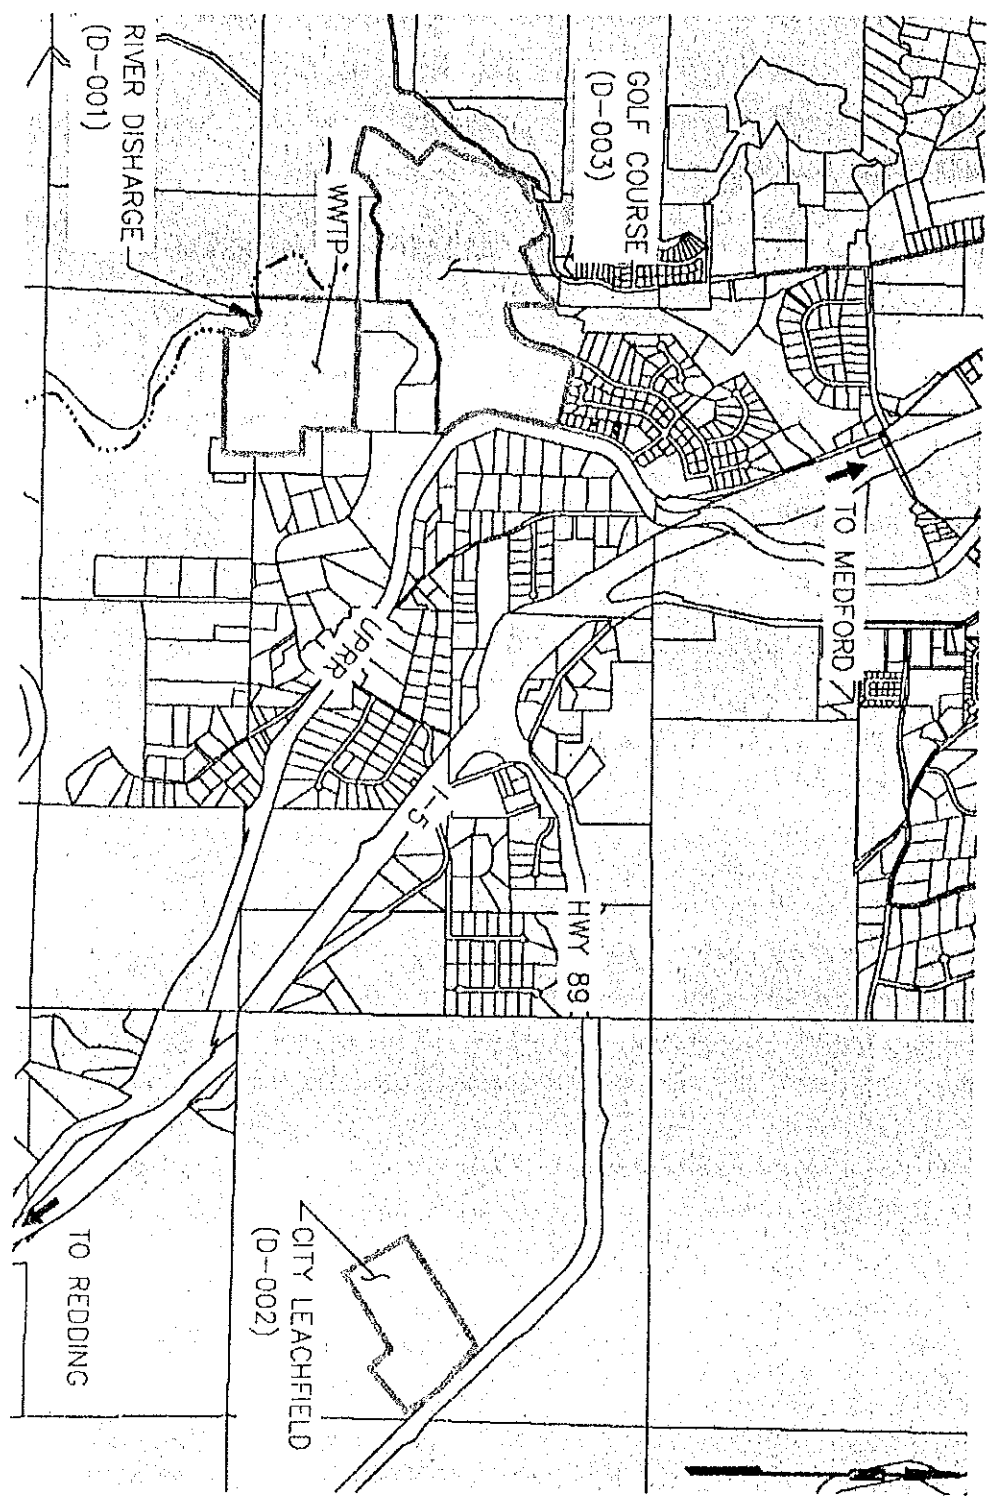 GOLF COURSE
(D-003)
RIVER DISHARGE
(D-001)
WWTP
TO MEDFORD
UPRR
I-5
HWY 89
CITY LEACHFIELD
(D-002)
TO REDDING